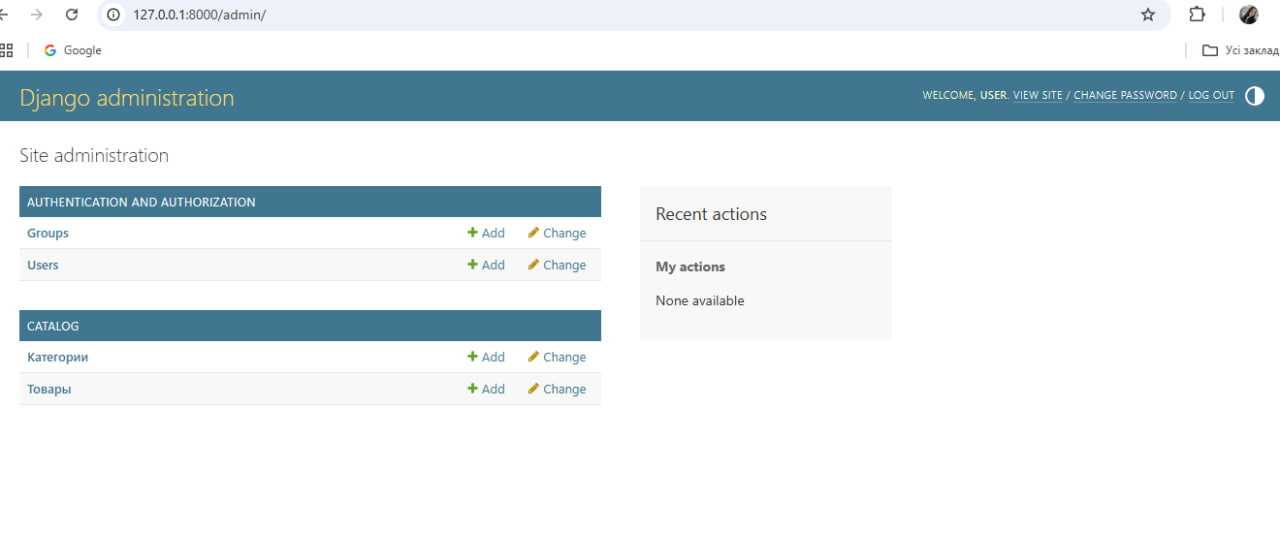 127.0.0.1:8000/admin/
Google
Усі заклад
Django administration
WELCOME, USER. VIEW SITE / CHANGE PASSWORD / LOG OUT
Site administration
AUTHENTICATION AND AUTHORIZATION
Groups Add Change
Users Add Change
CATALOG
Категории Add Change
Товары Add Change
Recent actions
My actions
None available